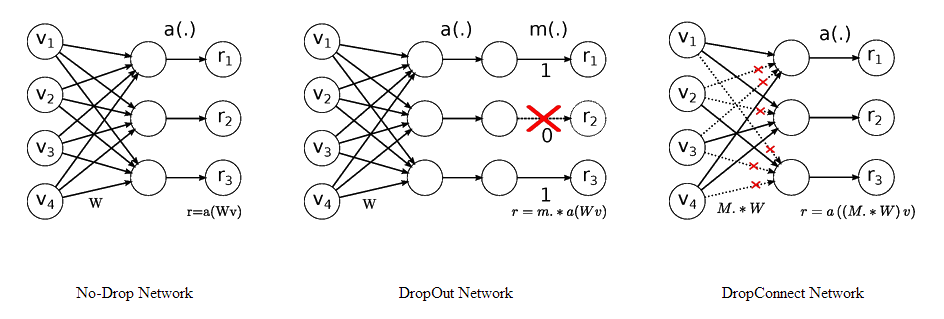 a(.)
v1
r1
v2
r2
v3
r3
v4
W
r=a(Wv)
No-Drop Network
a(.)
m(.)
v1
1
r1
v2
0
r2
v3
r3
v4
1
W
r = m. * a(Wv)
DropOut Network
a(.)
v1
r1
v2
r2
v3
r3
v4
M. * W
r = a ((M. * W) v)
DropConnect Network